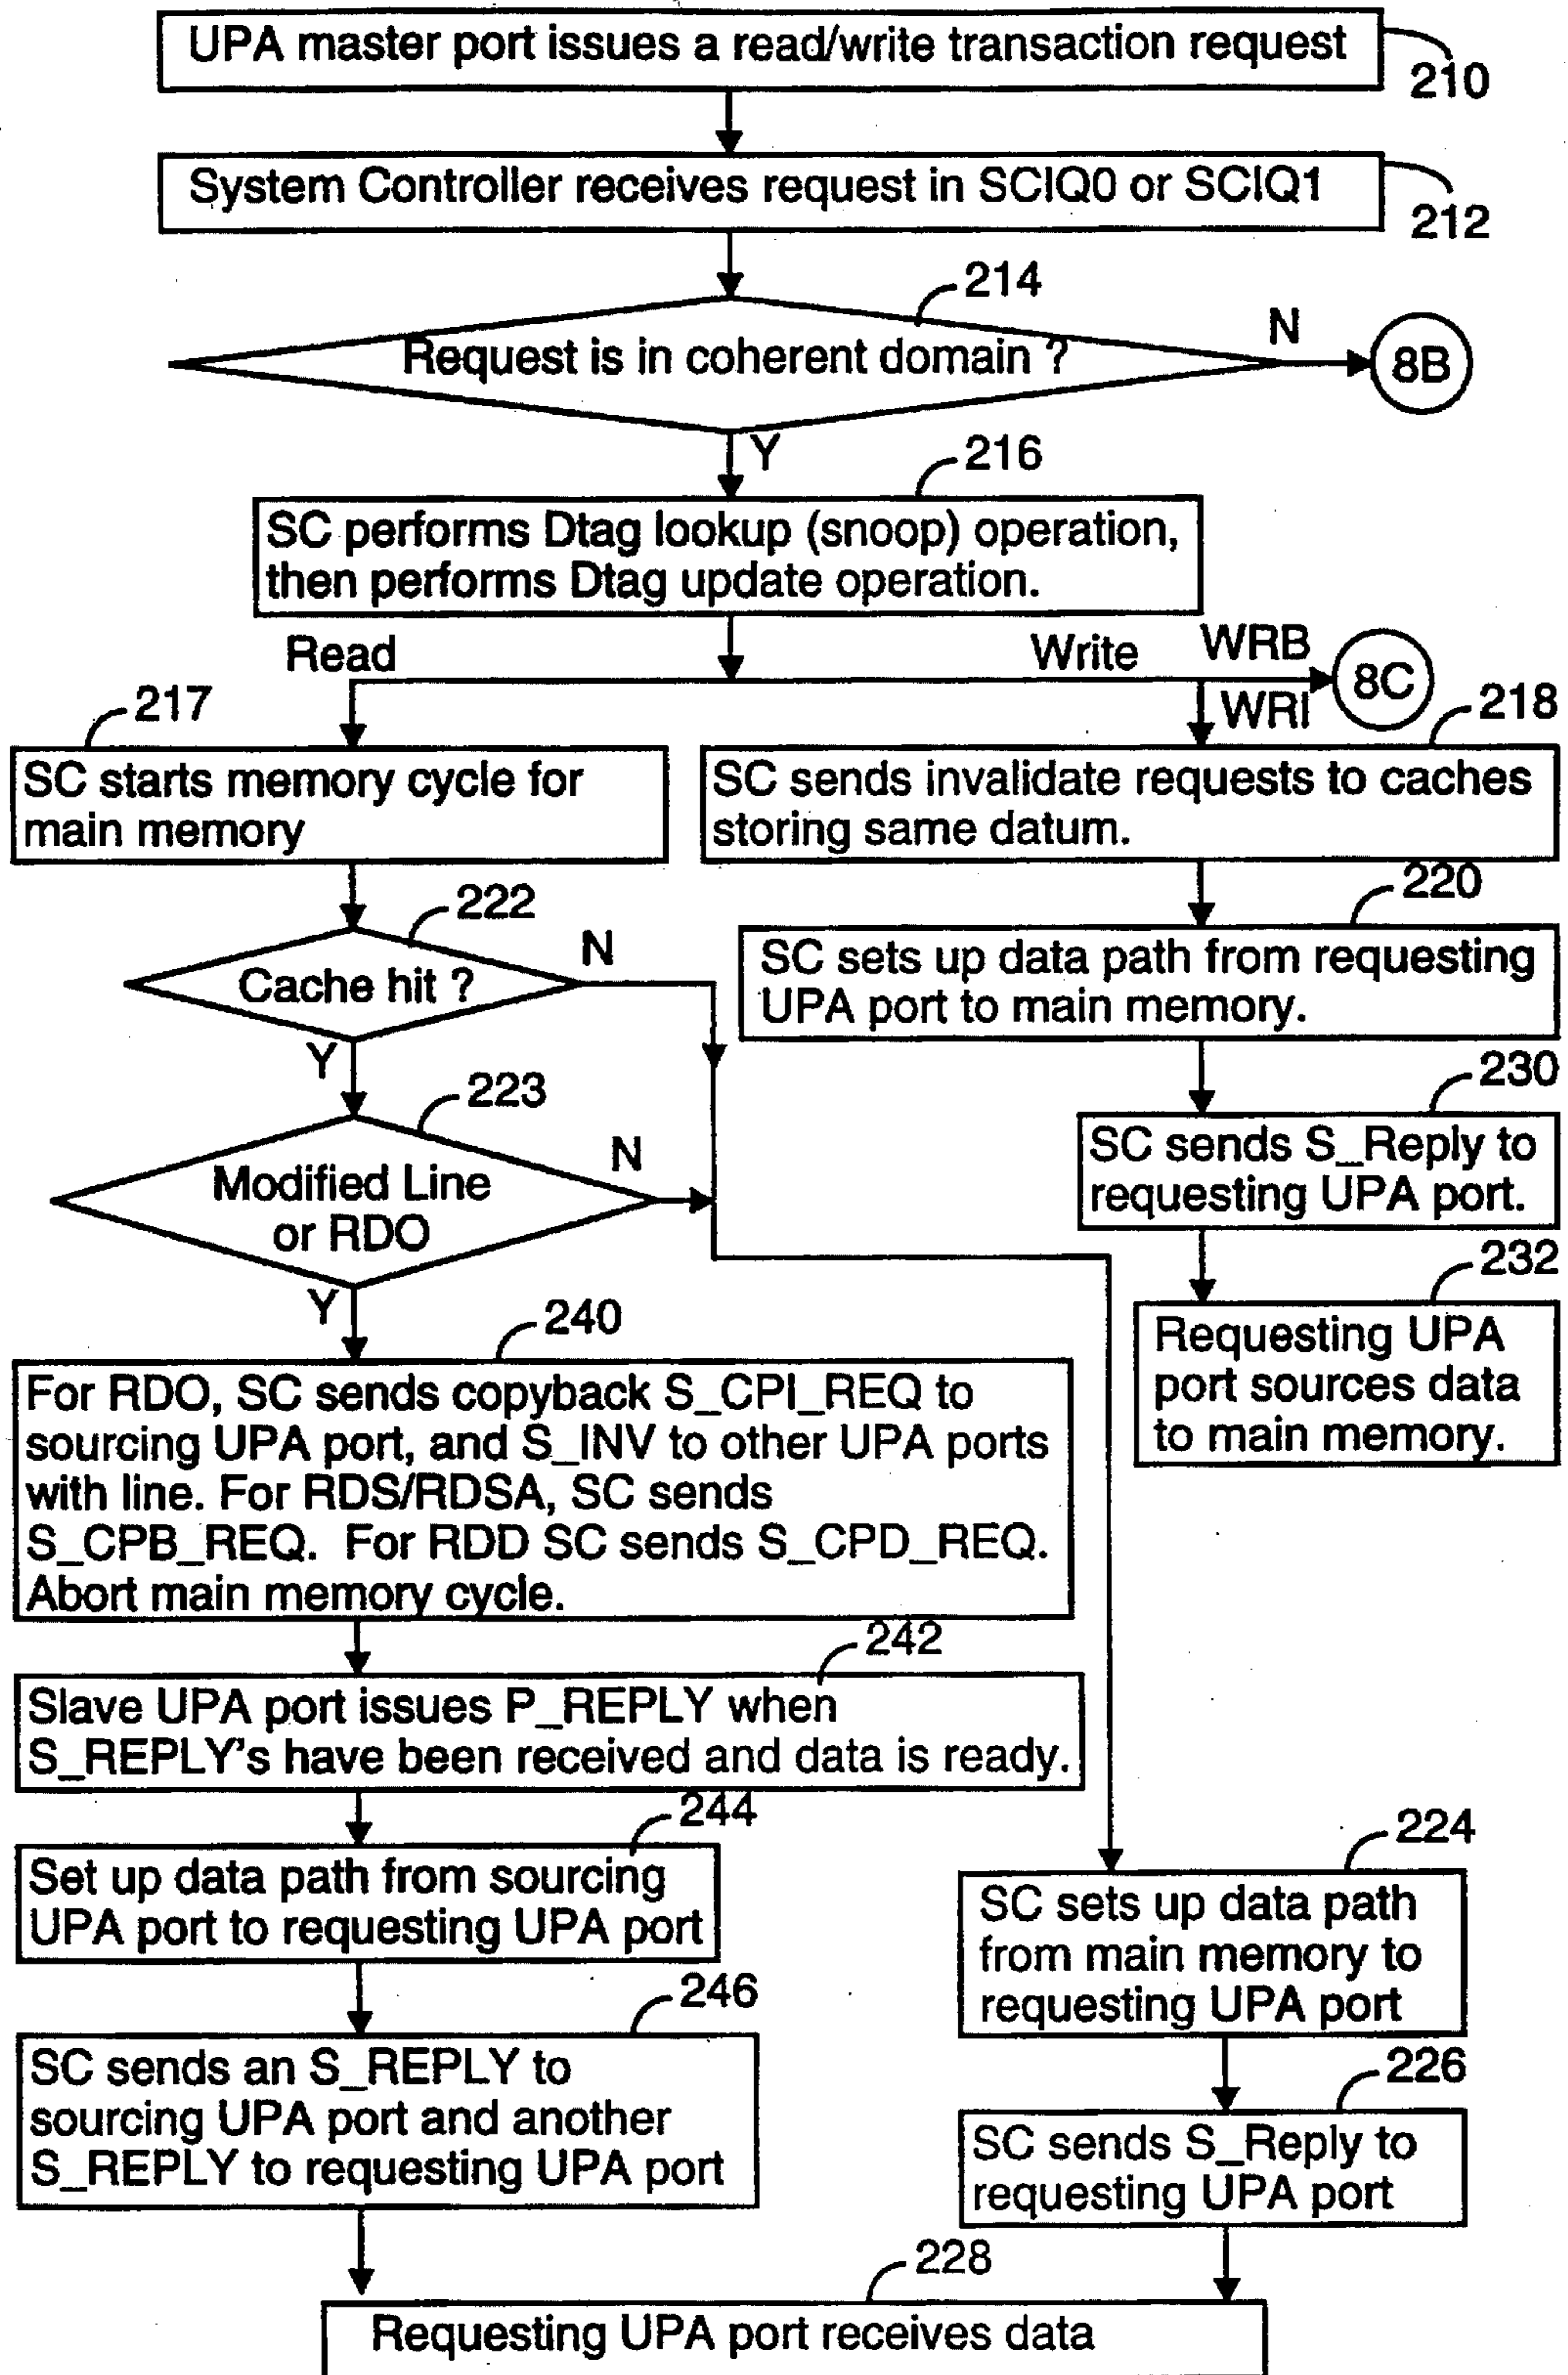 UPA master port issues a read/write transaction request
210
System Controller receives request in SCIQ0 or SCIQ1
212
214
Request is in coherent domain ?
N
8B
Y
216
SC performs Dtag lookup (snoop) operation,
then performs Dtag update operation.
Read
Write
WRB
8C
WRI
217
SC starts memory cycle for
main memory
218
SC sends invalidate requests to caches
storing same datum.
222
Cache hit ?
N
Y
220
SC sets up data path from requesting
UPA port to main memory.
223
Modified Line
or RDO
N
Y
230
SC sends S_Reply to
requesting UPA port.
232
Requesting UPA
port sources data
to main memory.
240
For RDO, SC sends copyback S_CPI_REQ to
sourcing UPA port, and S_INV to other UPA ports
with line. For RDS/RDSA, SC sends
S_CPB_REQ. For RDD SC sends S_CPD_REQ.
Abort main memory cycle.
242
Slave UPA port issues P_REPLY when
S_REPLY's have been received and data is ready.
244
Set up data path from sourcing
UPA port to requesting UPA port
224
SC sets up data path
from main memory to
requesting UPA port
246
SC sends an S_REPLY to
sourcing UPA port and another
S_REPLY to requesting UPA port
226
SC sends S_Reply to
requesting UPA port
228
Requesting UPA port receives data